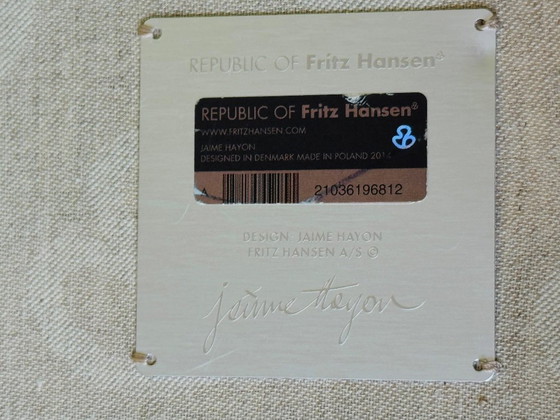 REPUBLIC OF Fritz Hansen®
REPUBLIC OF Fritz Hansen®
WWW.FRITZHANSEN.COM
JAIME HAYON
DESIGNED IN DENMARK MADE IN POLAND
A 21036196812
DESIGN JAIME HAYON
FRITZ HANSEN A/S ©
Jaime Hayon